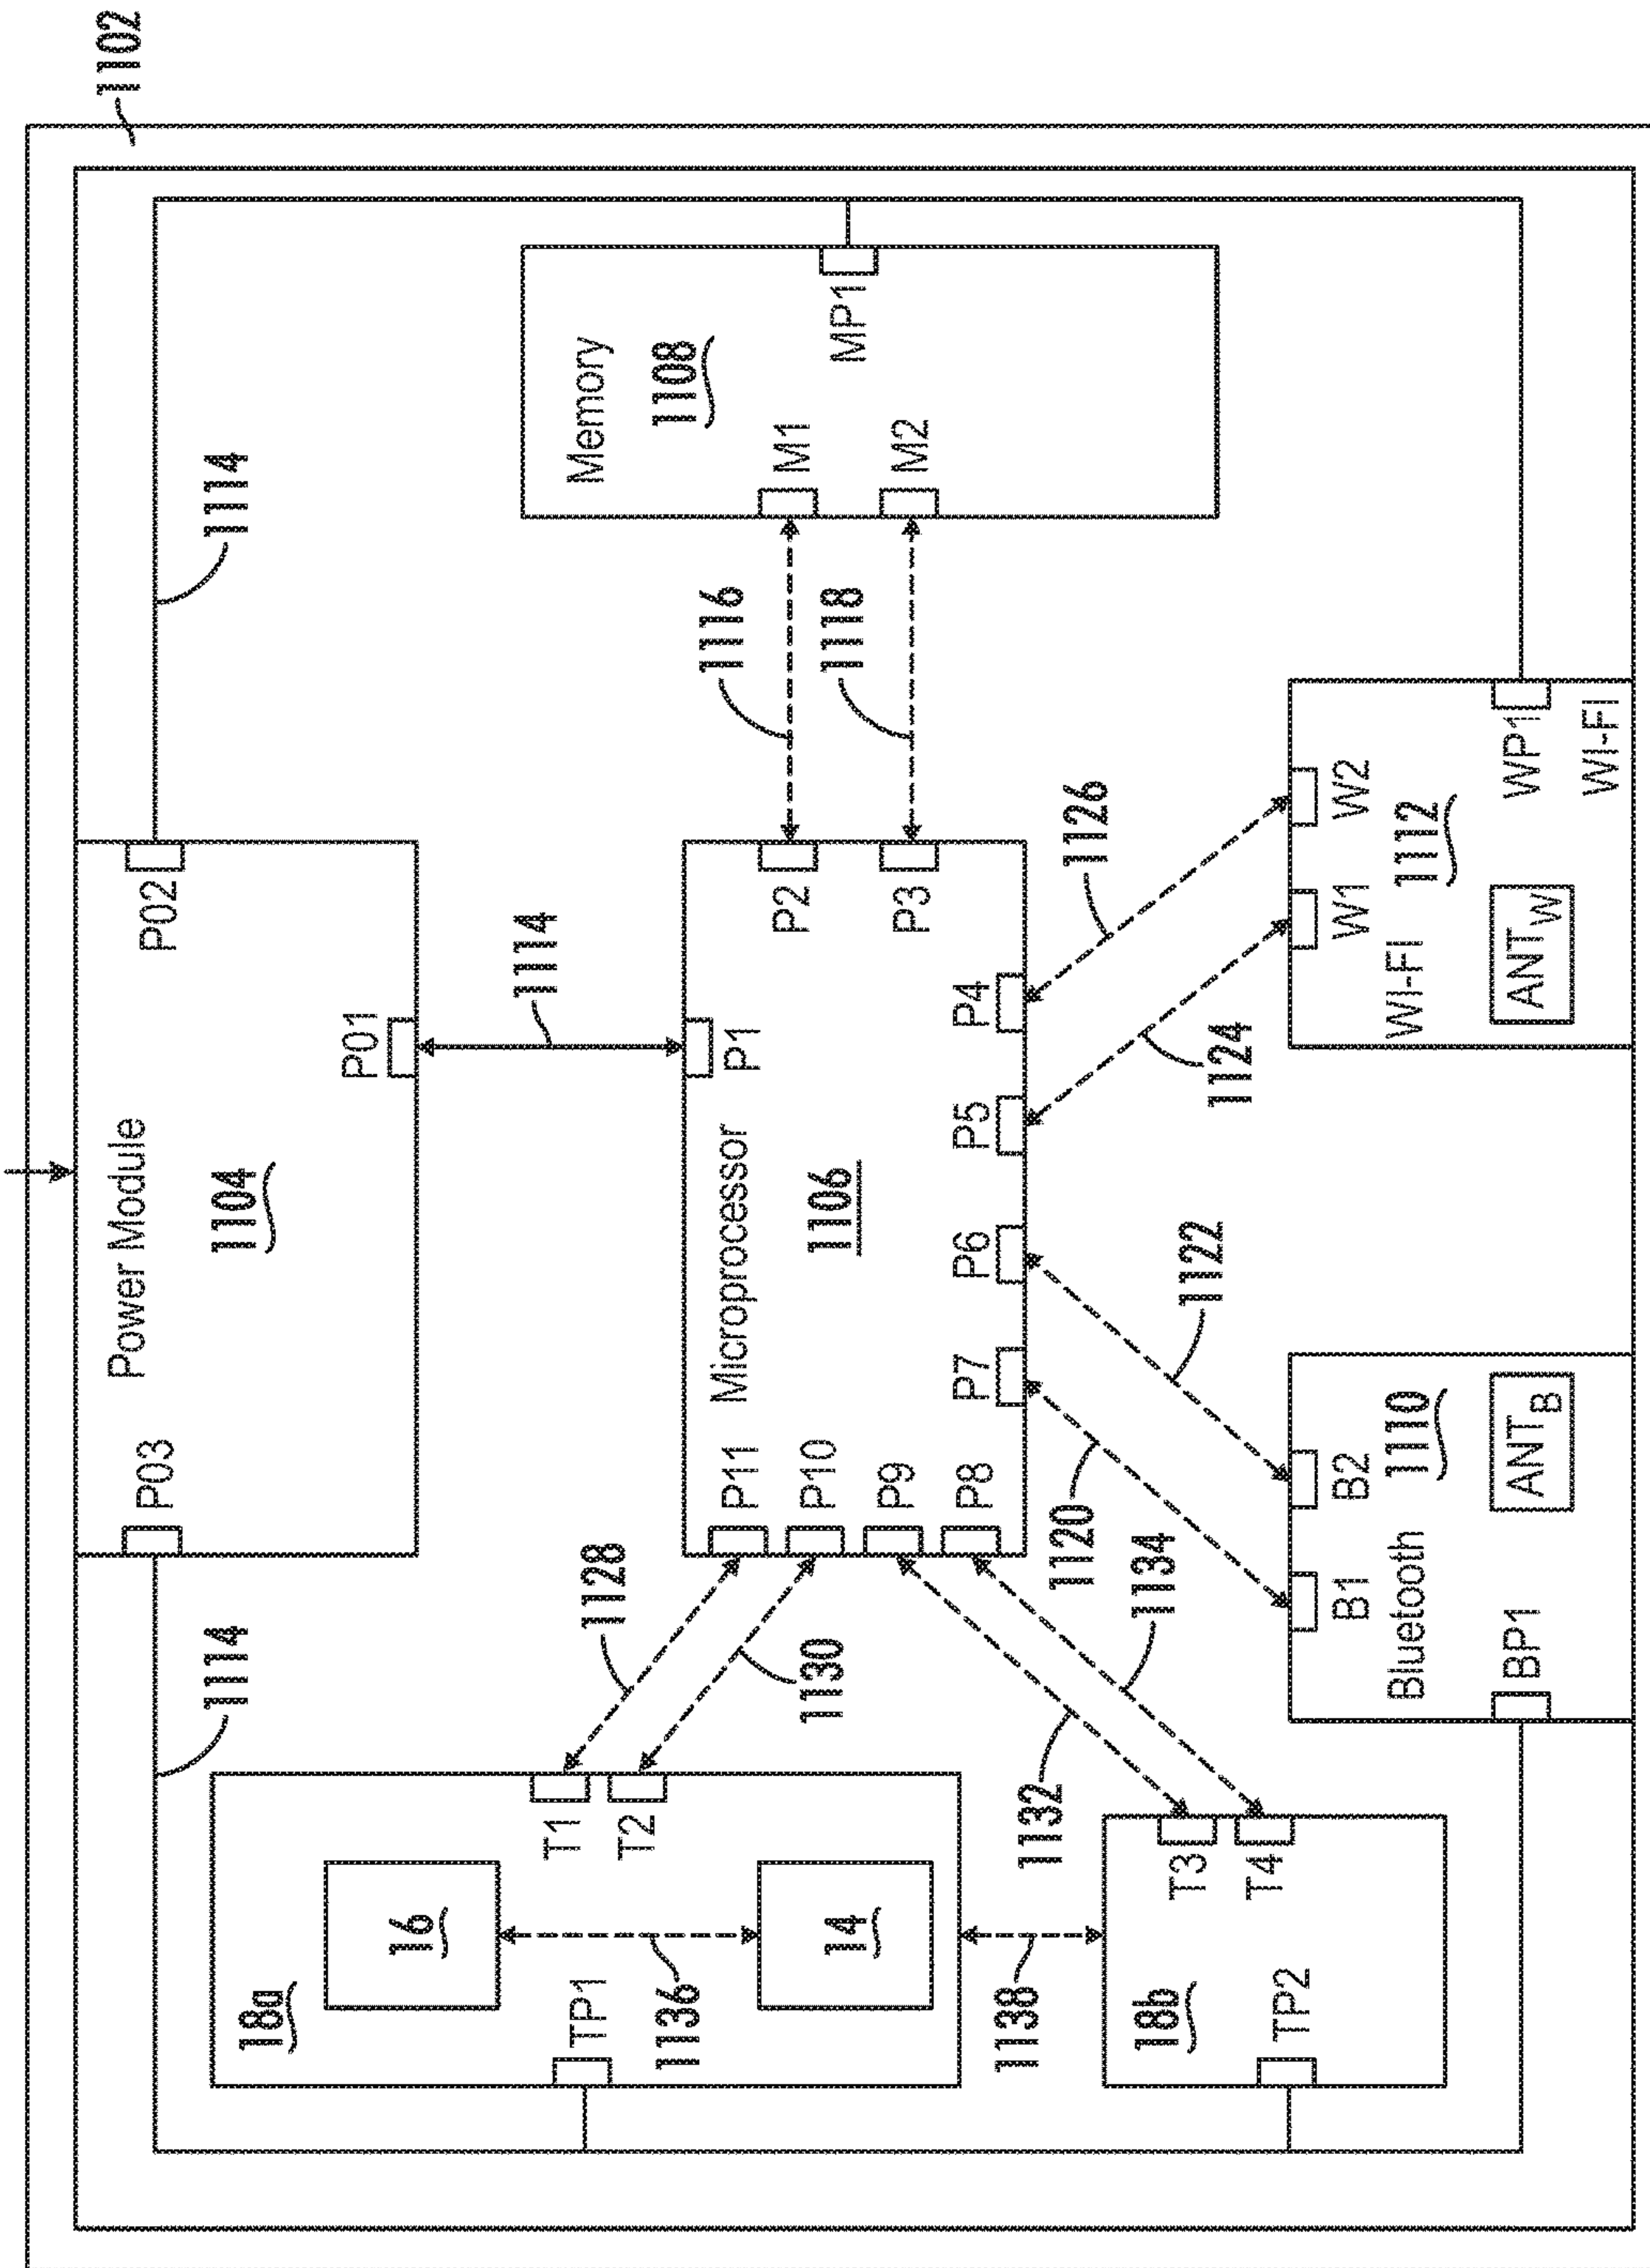 1102
1114
1114
P03
Power Module
1104
P02
P01
1114
18a
16
TP1
1136
14
T1
T2
1128
1130
P11
P10
P9
P8
Microprocessor
1106
P1
P2
P3
P7
P6
P5
P4
1116
1118
Memory
1108
M1
M2
MP1
1138
18b
TP2
T3
T4
1132
1134
1120
1122
1124
1126
B1
B2
Bluetooth
1110
BP1
ANTB
W1
W2
WI-FI
1112
ANTW
WP1
WI-FI